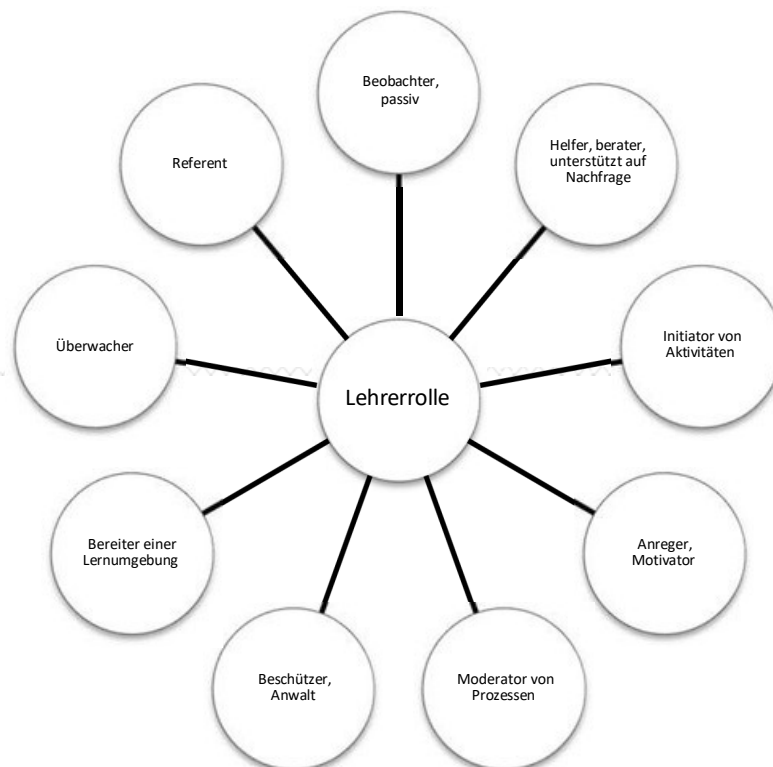 Beobachter,
passiv
Helfer, berater,
unterstützt auf
Nachfrage
Referent
Initiator von
Aktivitäten
Überwacher
Lehrerrolle
Anreger,
Motivator
Bereiter einer
Lernumgebung
Moderator von
Prozessen
Beschützer,
Anwalt